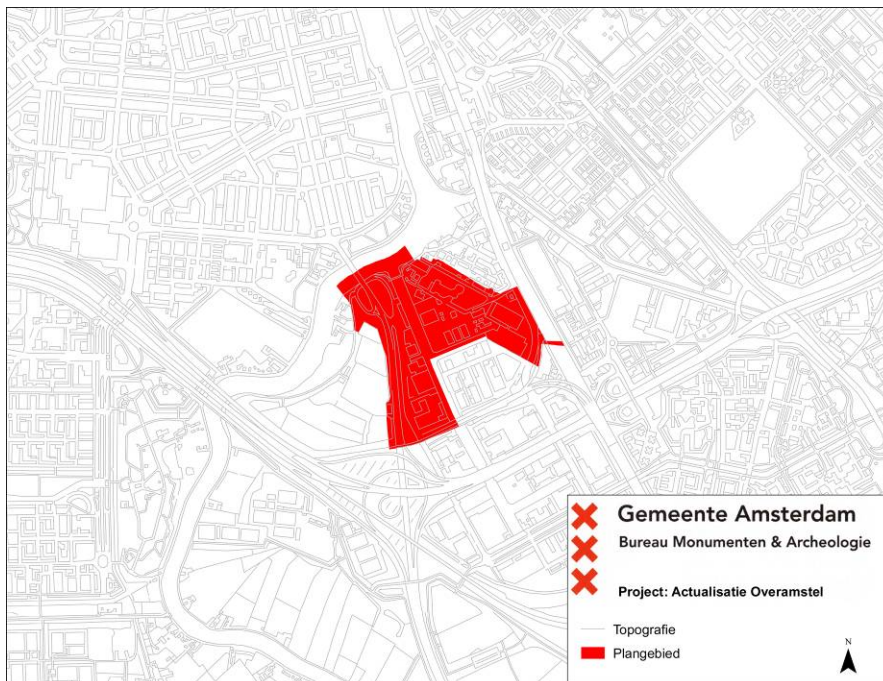 Gemeente Amsterdam
Bureau Monumenten & Archeologie
Project: Actualisatie Overamstel
Topografie
Plangebied
N